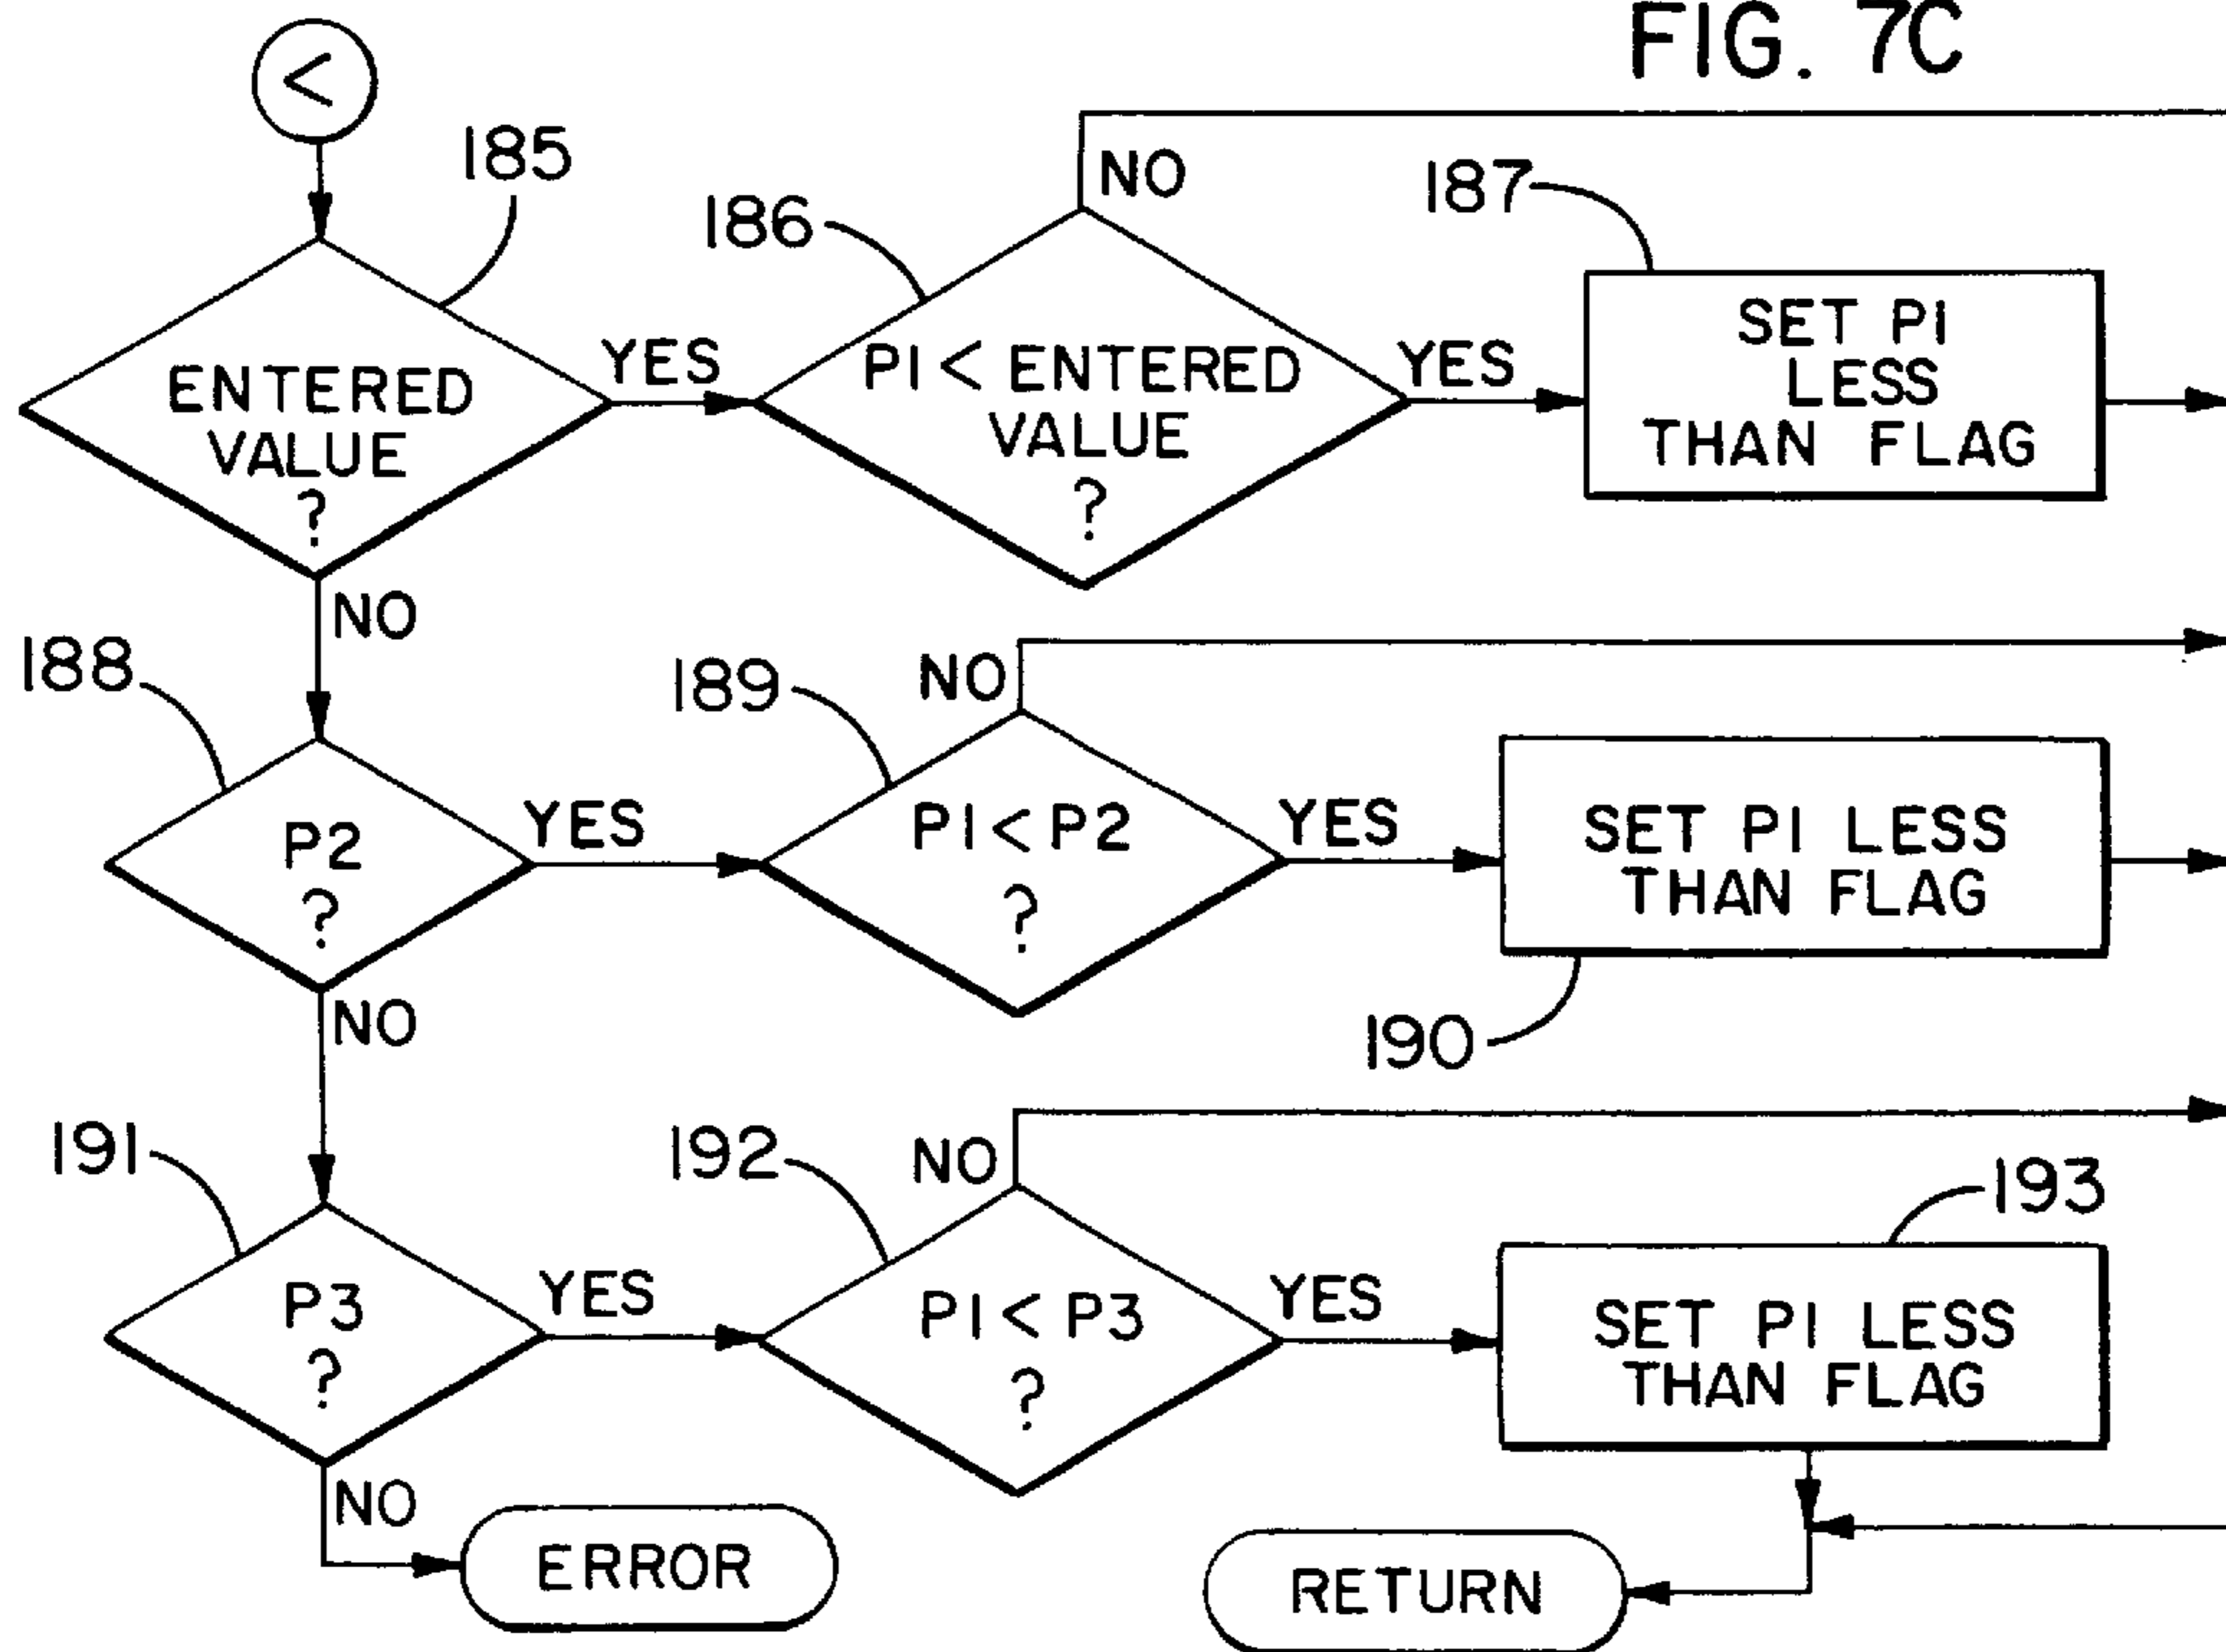 FIG. 7C
<
185
186
NO
187
ENTERED
VALUE
?
YES
P1 < ENTERED
VALUE
?
YES
SET P1
LESS
THAN FLAG
NO
188
189
NO
P2
?
YES
P1 < P2
?
YES
SET P1 LESS
THAN FLAG
190
NO
191
192
NO
193
P3
?
YES
P1 < P3
?
YES
SET P1 LESS
THAN FLAG
NO
ERROR
RETURN